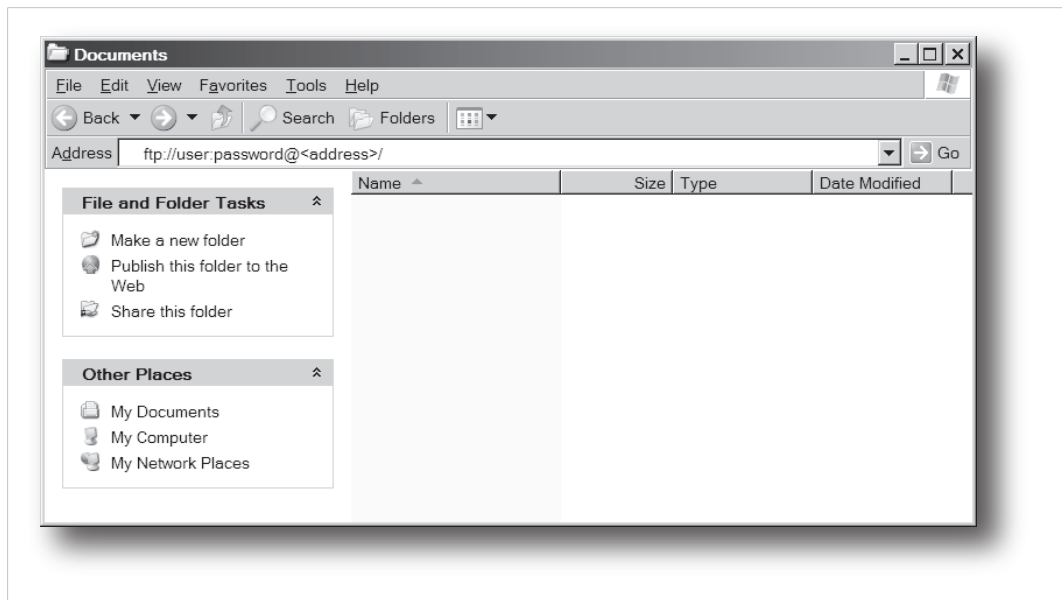 Documents
File Edit View Favorites Tools Help
Back Search Folders
Address ftp://user:password@<address>/ Go
Name Size Type Date Modified
File and Folder Tasks
Make a new folder
Publish this folder to the
Web
Share this folder
Other Places
My Documents
My Computer
My Network Places